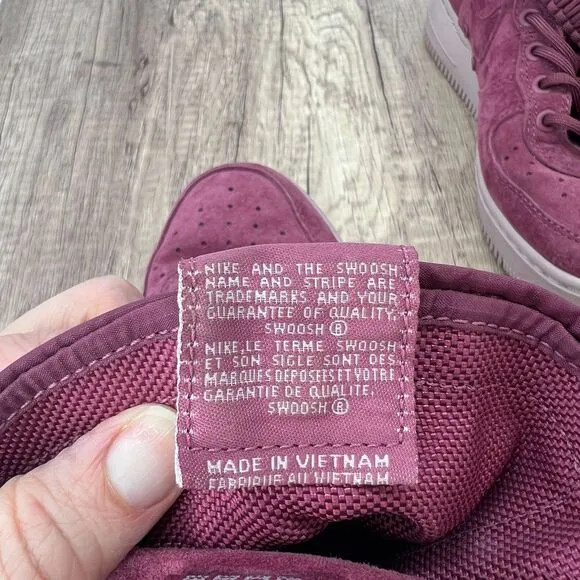 NIKE AND THE SWOOSH
NAME AND STRIPE ARE
TRADEMARKS AND YOUR
GUARANTEE OF QUALITY.
SWOOSH ®
NIKE, LE TERME SWOOSH
ET SON SIGLE SONT DES
MARQUES DEPOSEES ET VOTRE
GARANTIE DE QUALITE.
SWOOSH ®
MADE IN VIETNAM
FABRIQUE AU VIETNAM